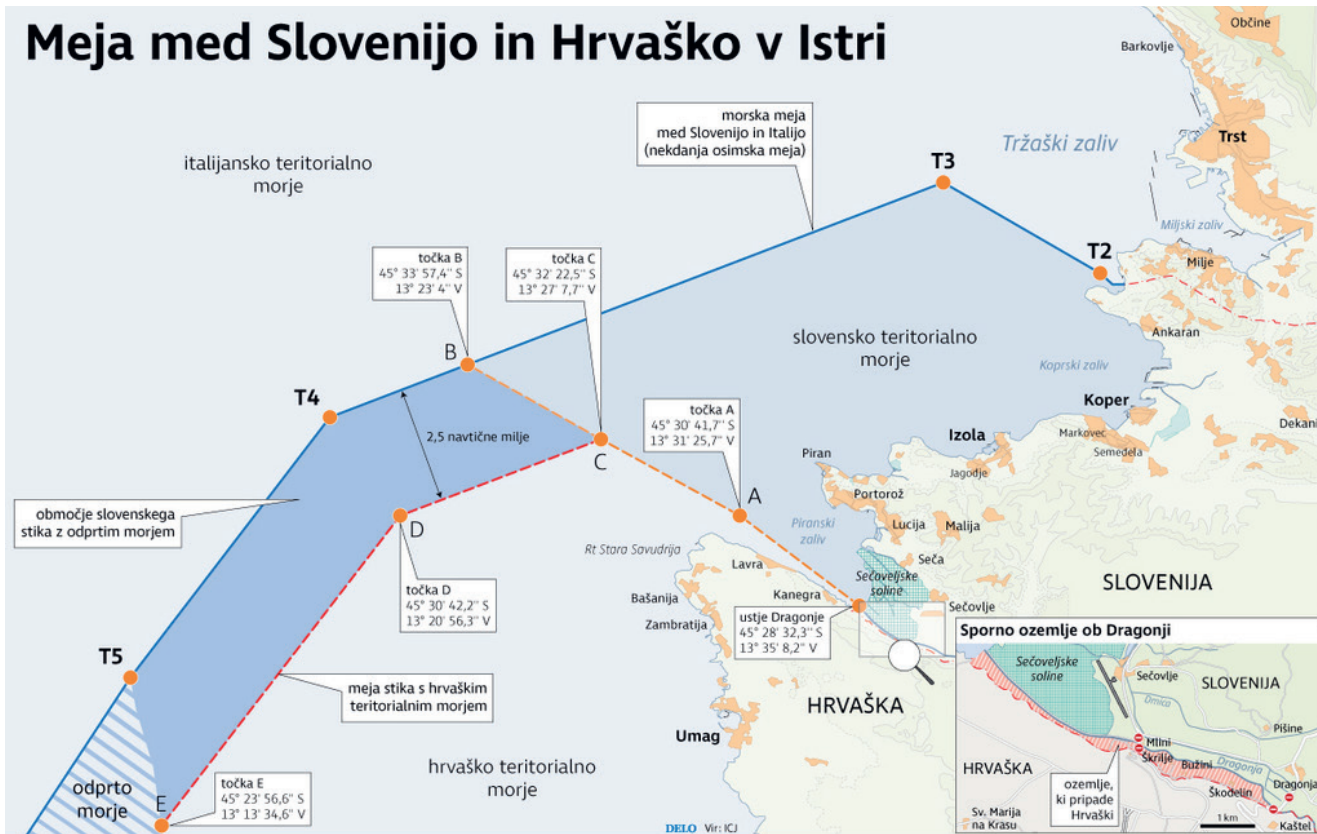 Meja med Slovenijo in Hrvaško v Istri
Občine
Barkovlje
Trst
Tržaški zaliv
morska meja
med Slovenijo in Italijo
(nekdanja osimska meja)
italijansko teritorialno
morje
T3
Miljski zaliv
T2
Milje
Ankaran
točka B
45° 33' 57,4'' S
13° 23' 4'' V
točka C
45° 32' 22,5'' S
13° 27' 7,7'' V
slovensko teritorialno
morje
Koprski zaliv
B
T4
2,5 navtične milje
C
točka A
45° 30' 41,7'' S
13° 31' 25,7'' V
Koper
Dekani
Izola
Markovec
Semedela
Jagodje
Piran
A
Portorož
Lucija
Malija
območje slovenskega
stika z odprtim morjem
D
Piranski
zaliv
Rt Stara Savudrija
Seča
Lavra
Sečoveljske
soline
SLOVENIJA
Bašanija
Kanegra
Sečovlje
Zambratija
točka D
45° 30' 42,2'' S
13° 20' 56,3'' V
ustje Dragonje
45° 28' 32,3'' S
13° 35' 8,2'' V
T5
meja stika s hrvaškim
teritorialnim morjem
HRVAŠKA
Umag
hrvaško teritorialno
morje
odprto
morje
E
točka E
45° 23' 56,6'' S
13° 13' 34,6'' V
DELO Vir: ICJ
Sporno ozemlje ob Dragonji
Sečoveljske
soline
Sečovlje
SLOVENIJA
Drnica
Pišine
Mlini
Škrilje
Bužini
Dragonja
HRVAŠKA
ozemlje,
ki pripade
Hrvaški
Škodelin
Dragonja
Sv. Marija
na Krasu
1 km
Kaštel